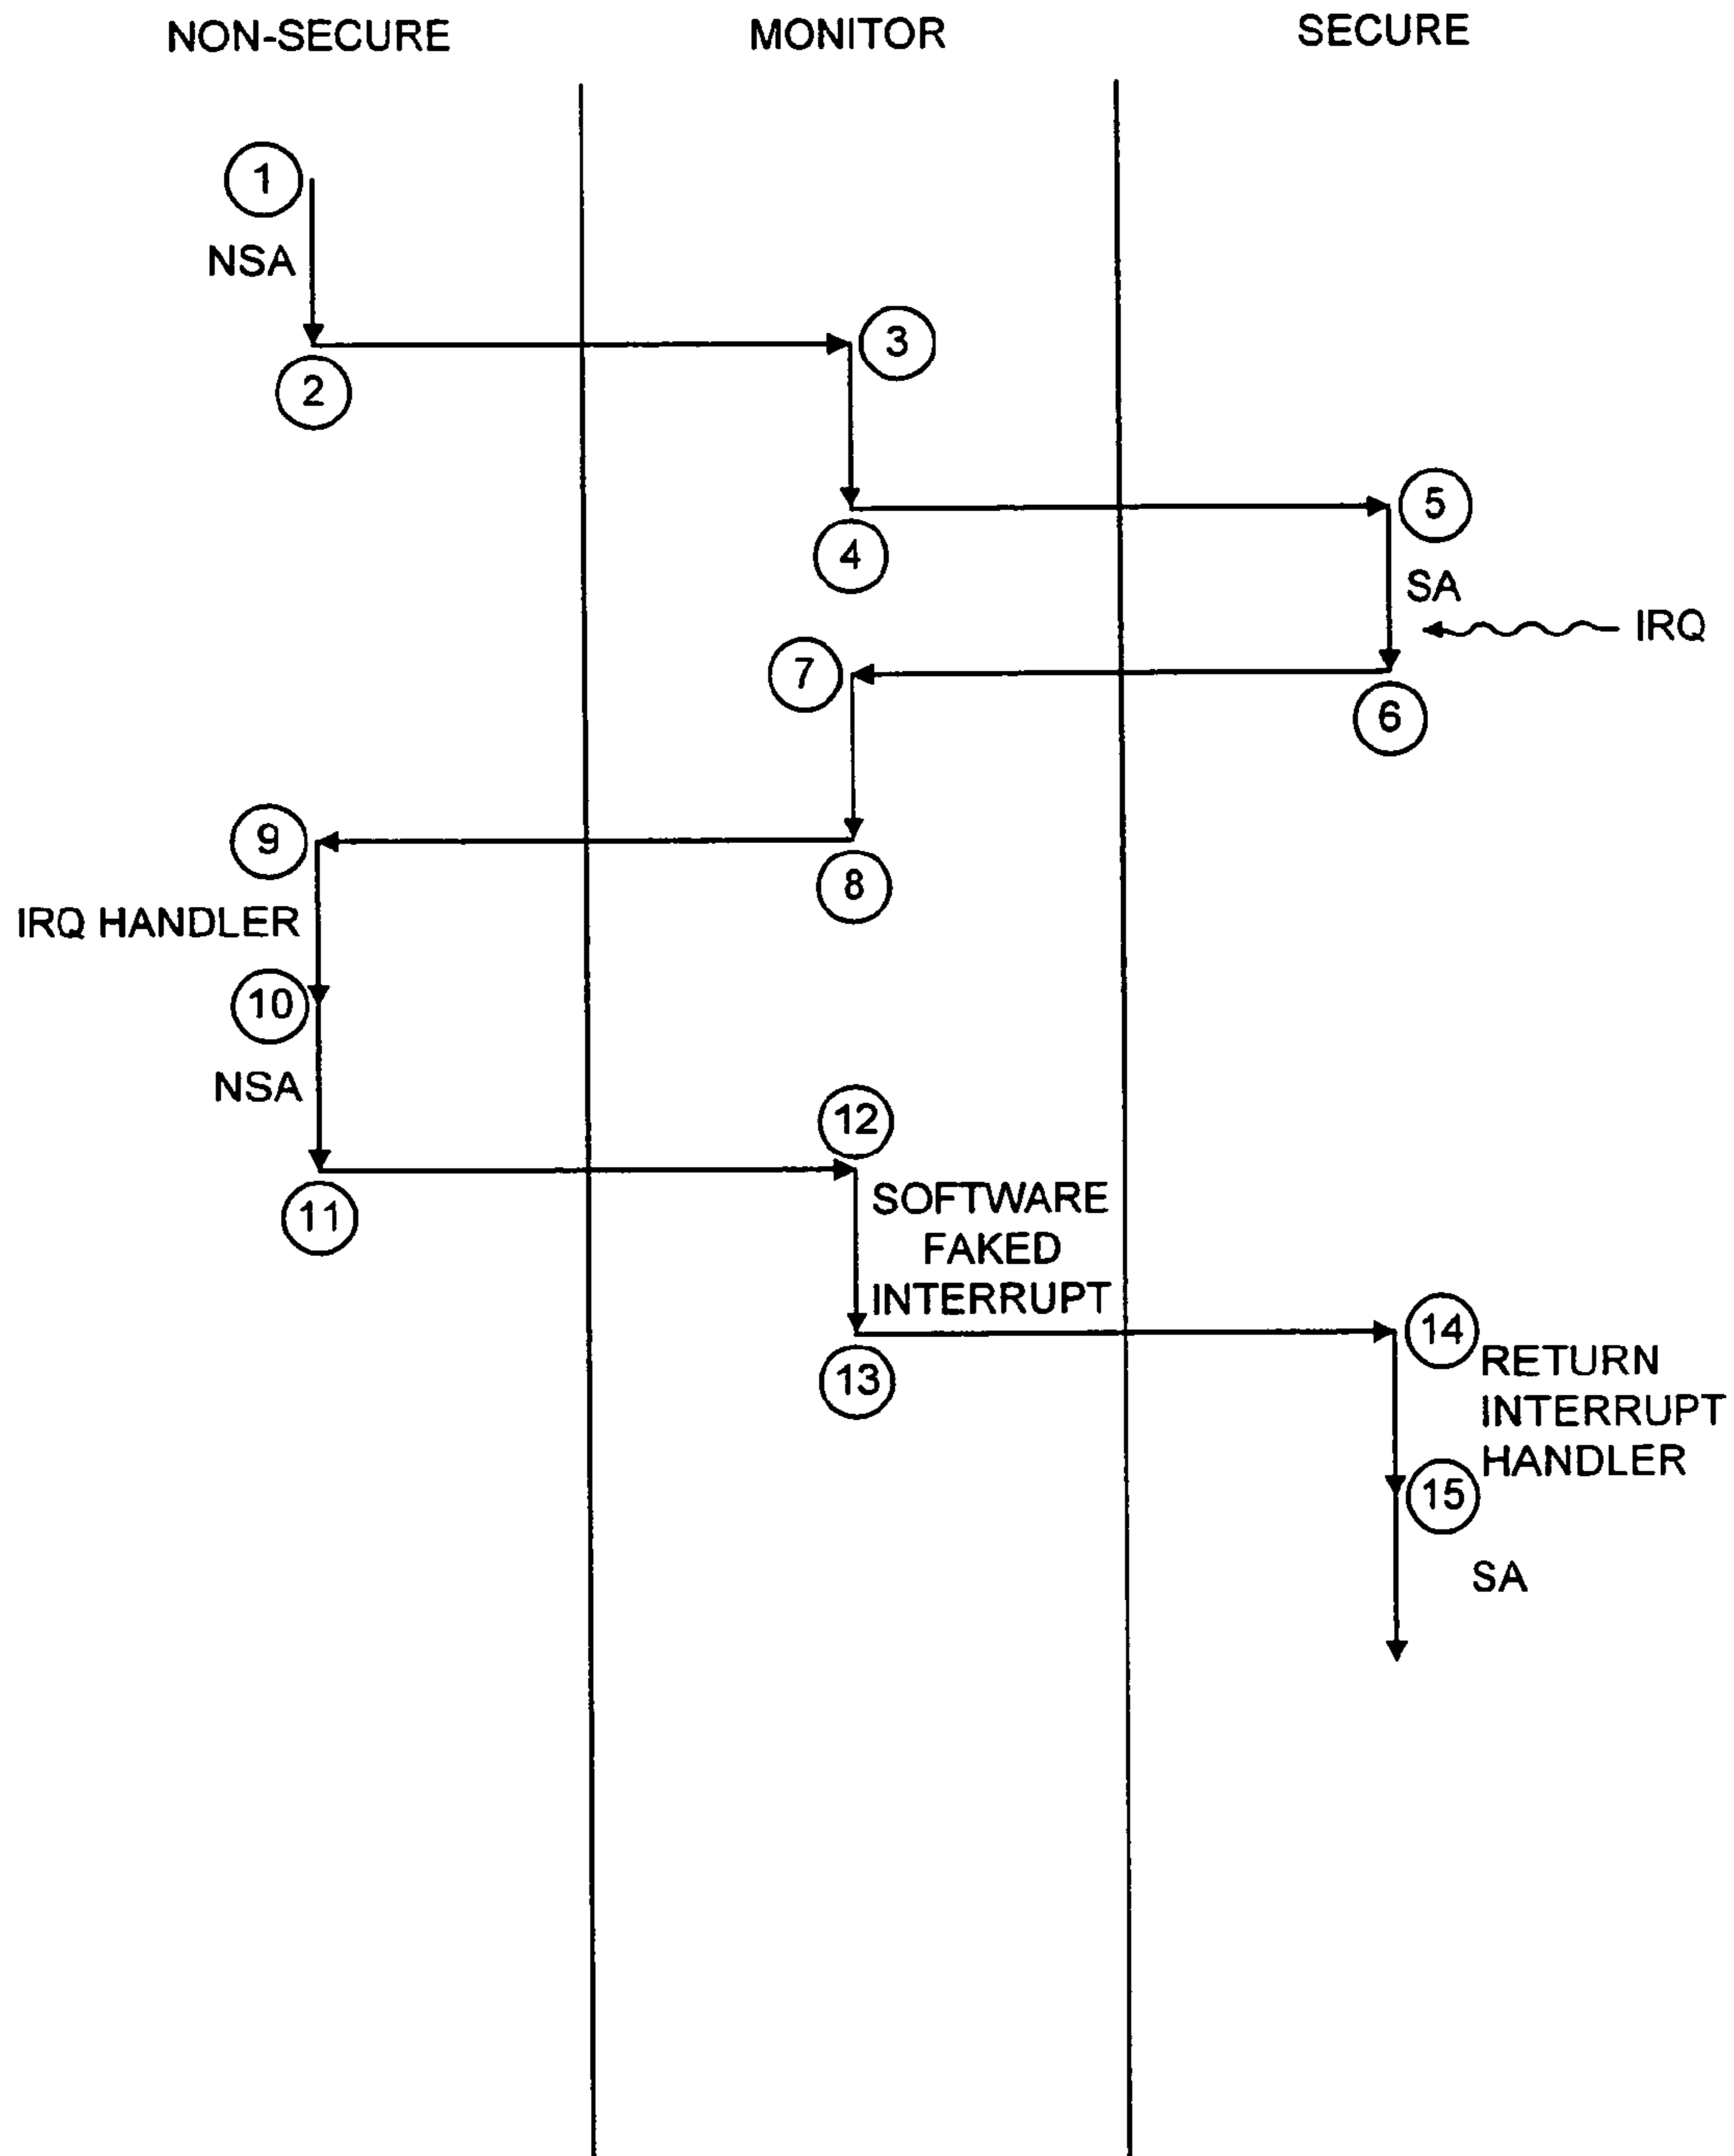 NON-SECURE
MONITOR
SECURE
1
NSA
2
3
4
5
SA
IRQ
6
7
8
9
IRQ HANDLER
10
NSA
11
12
SOFTWARE
FAKED
INTERRUPT
13
14
RETURN
INTERRUPT
HANDLER
15
SA